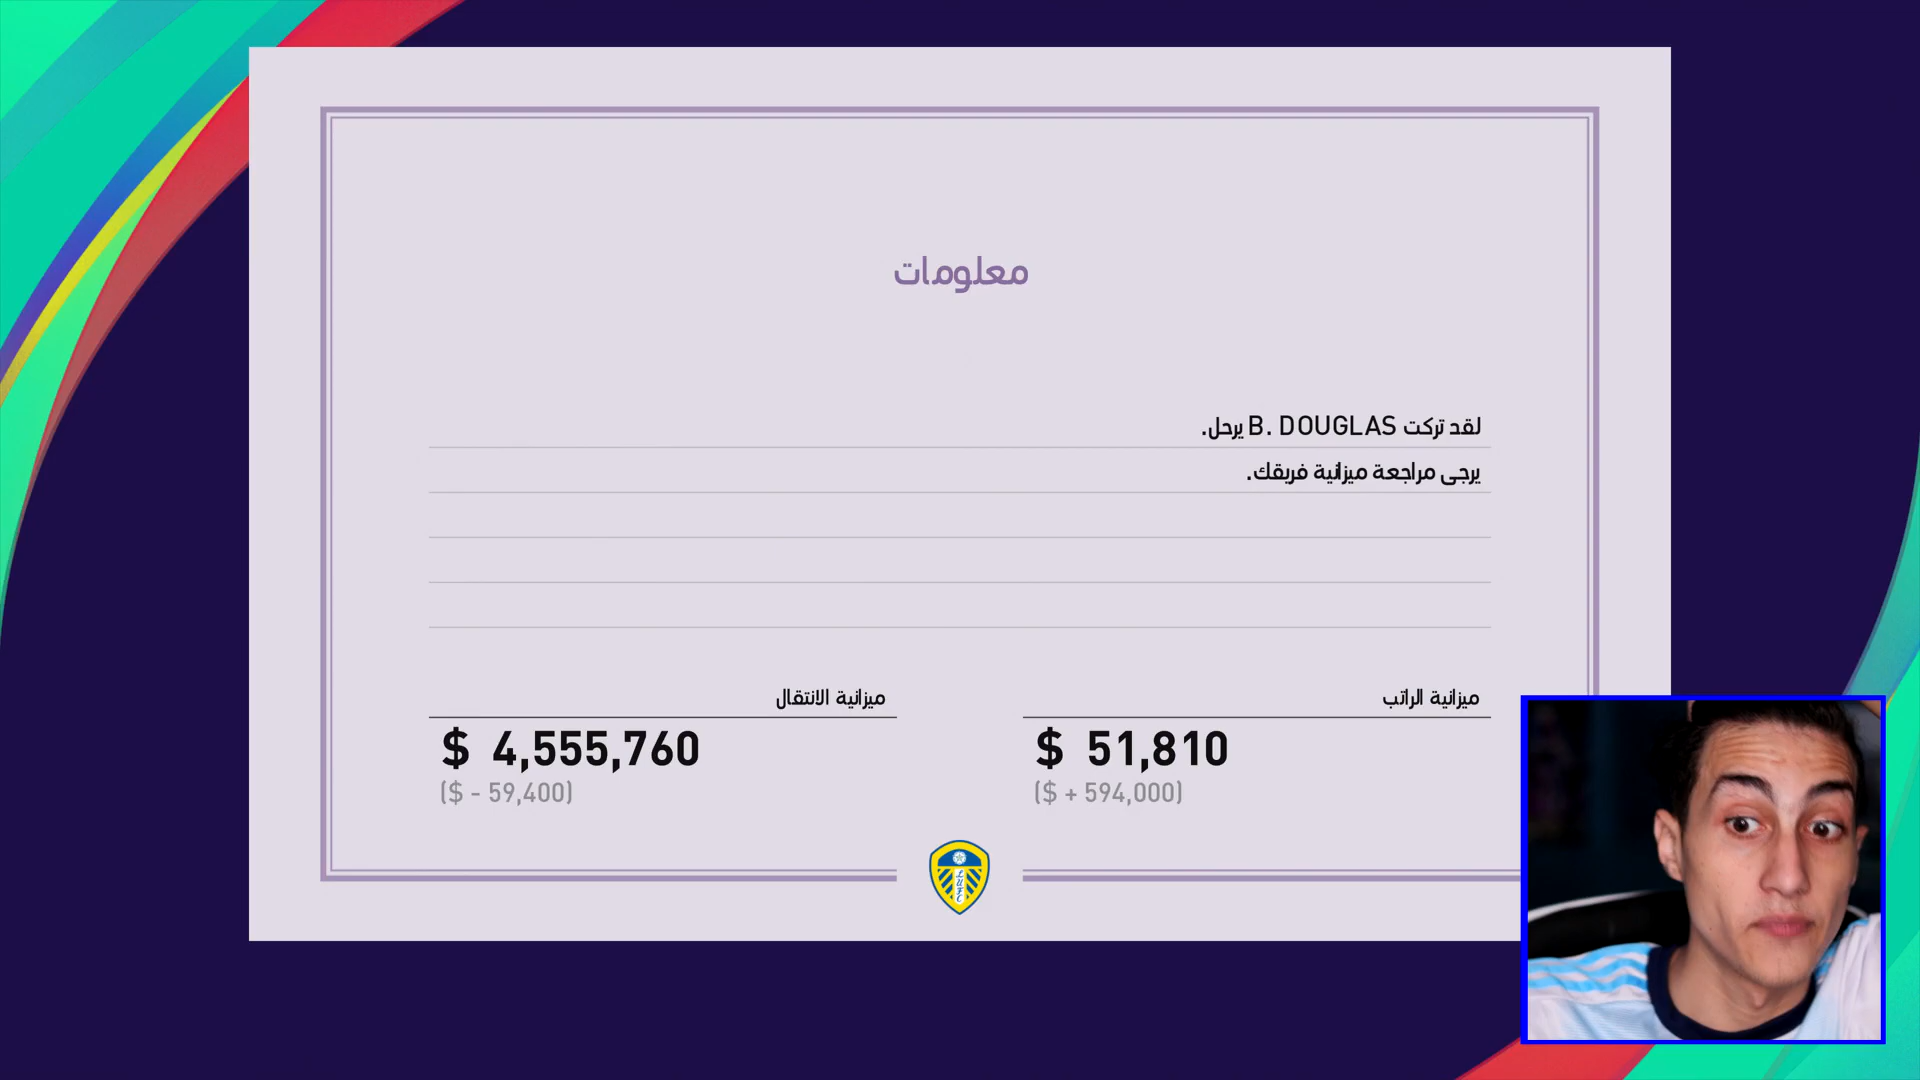 معلومات
لقد تركت B. DOUGLAS يرحل.
يرجى مراجعة ميزانية فريقك.
ميزانية الراتب
$ 51,810
($ + 594,000)
ميزانية الانتقال
$ 4,555,760
($ - 59,400)
LUFC